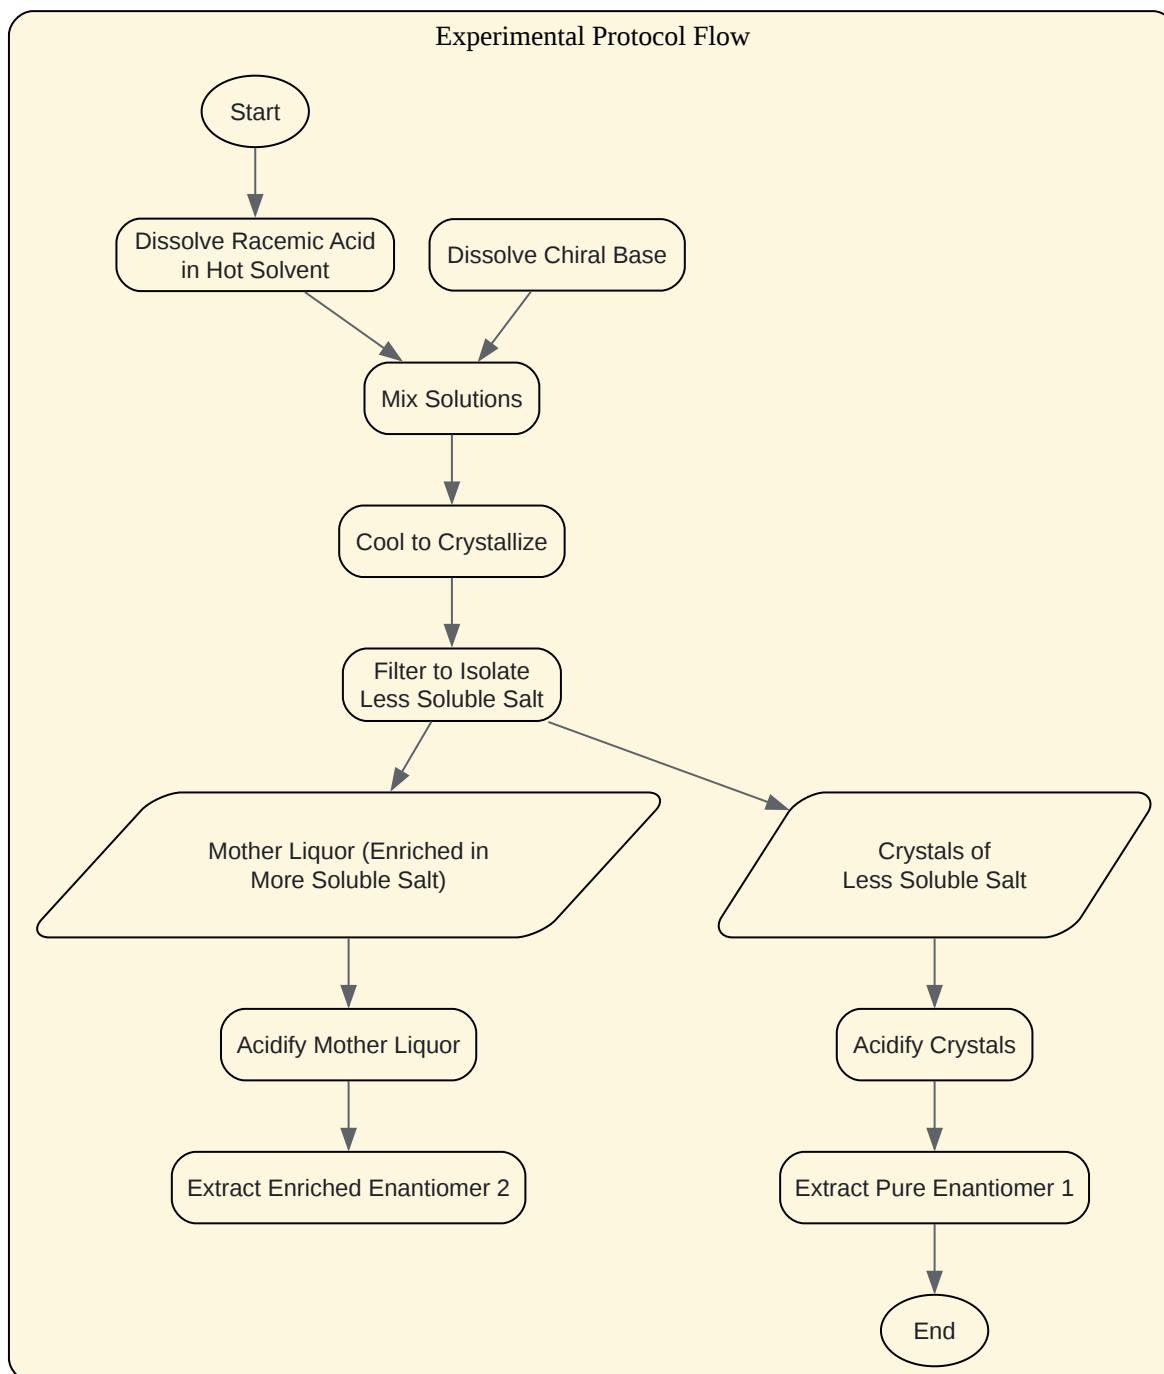 Experimental Protocol Flow
Start
Dissolve Racemic Acid
in Hot Solvent
Dissolve Chiral Base
Mix Solutions
Cool to Crystallize
Filter to Isolate
Less Soluble Salt
Mother Liquor (Enriched in
More Soluble Salt)
Crystals of
Less Soluble Salt
Acidify Mother Liquor
Acidify Crystals
Extract Enriched Enantiomer 2
Extract Pure Enantiomer 1
End